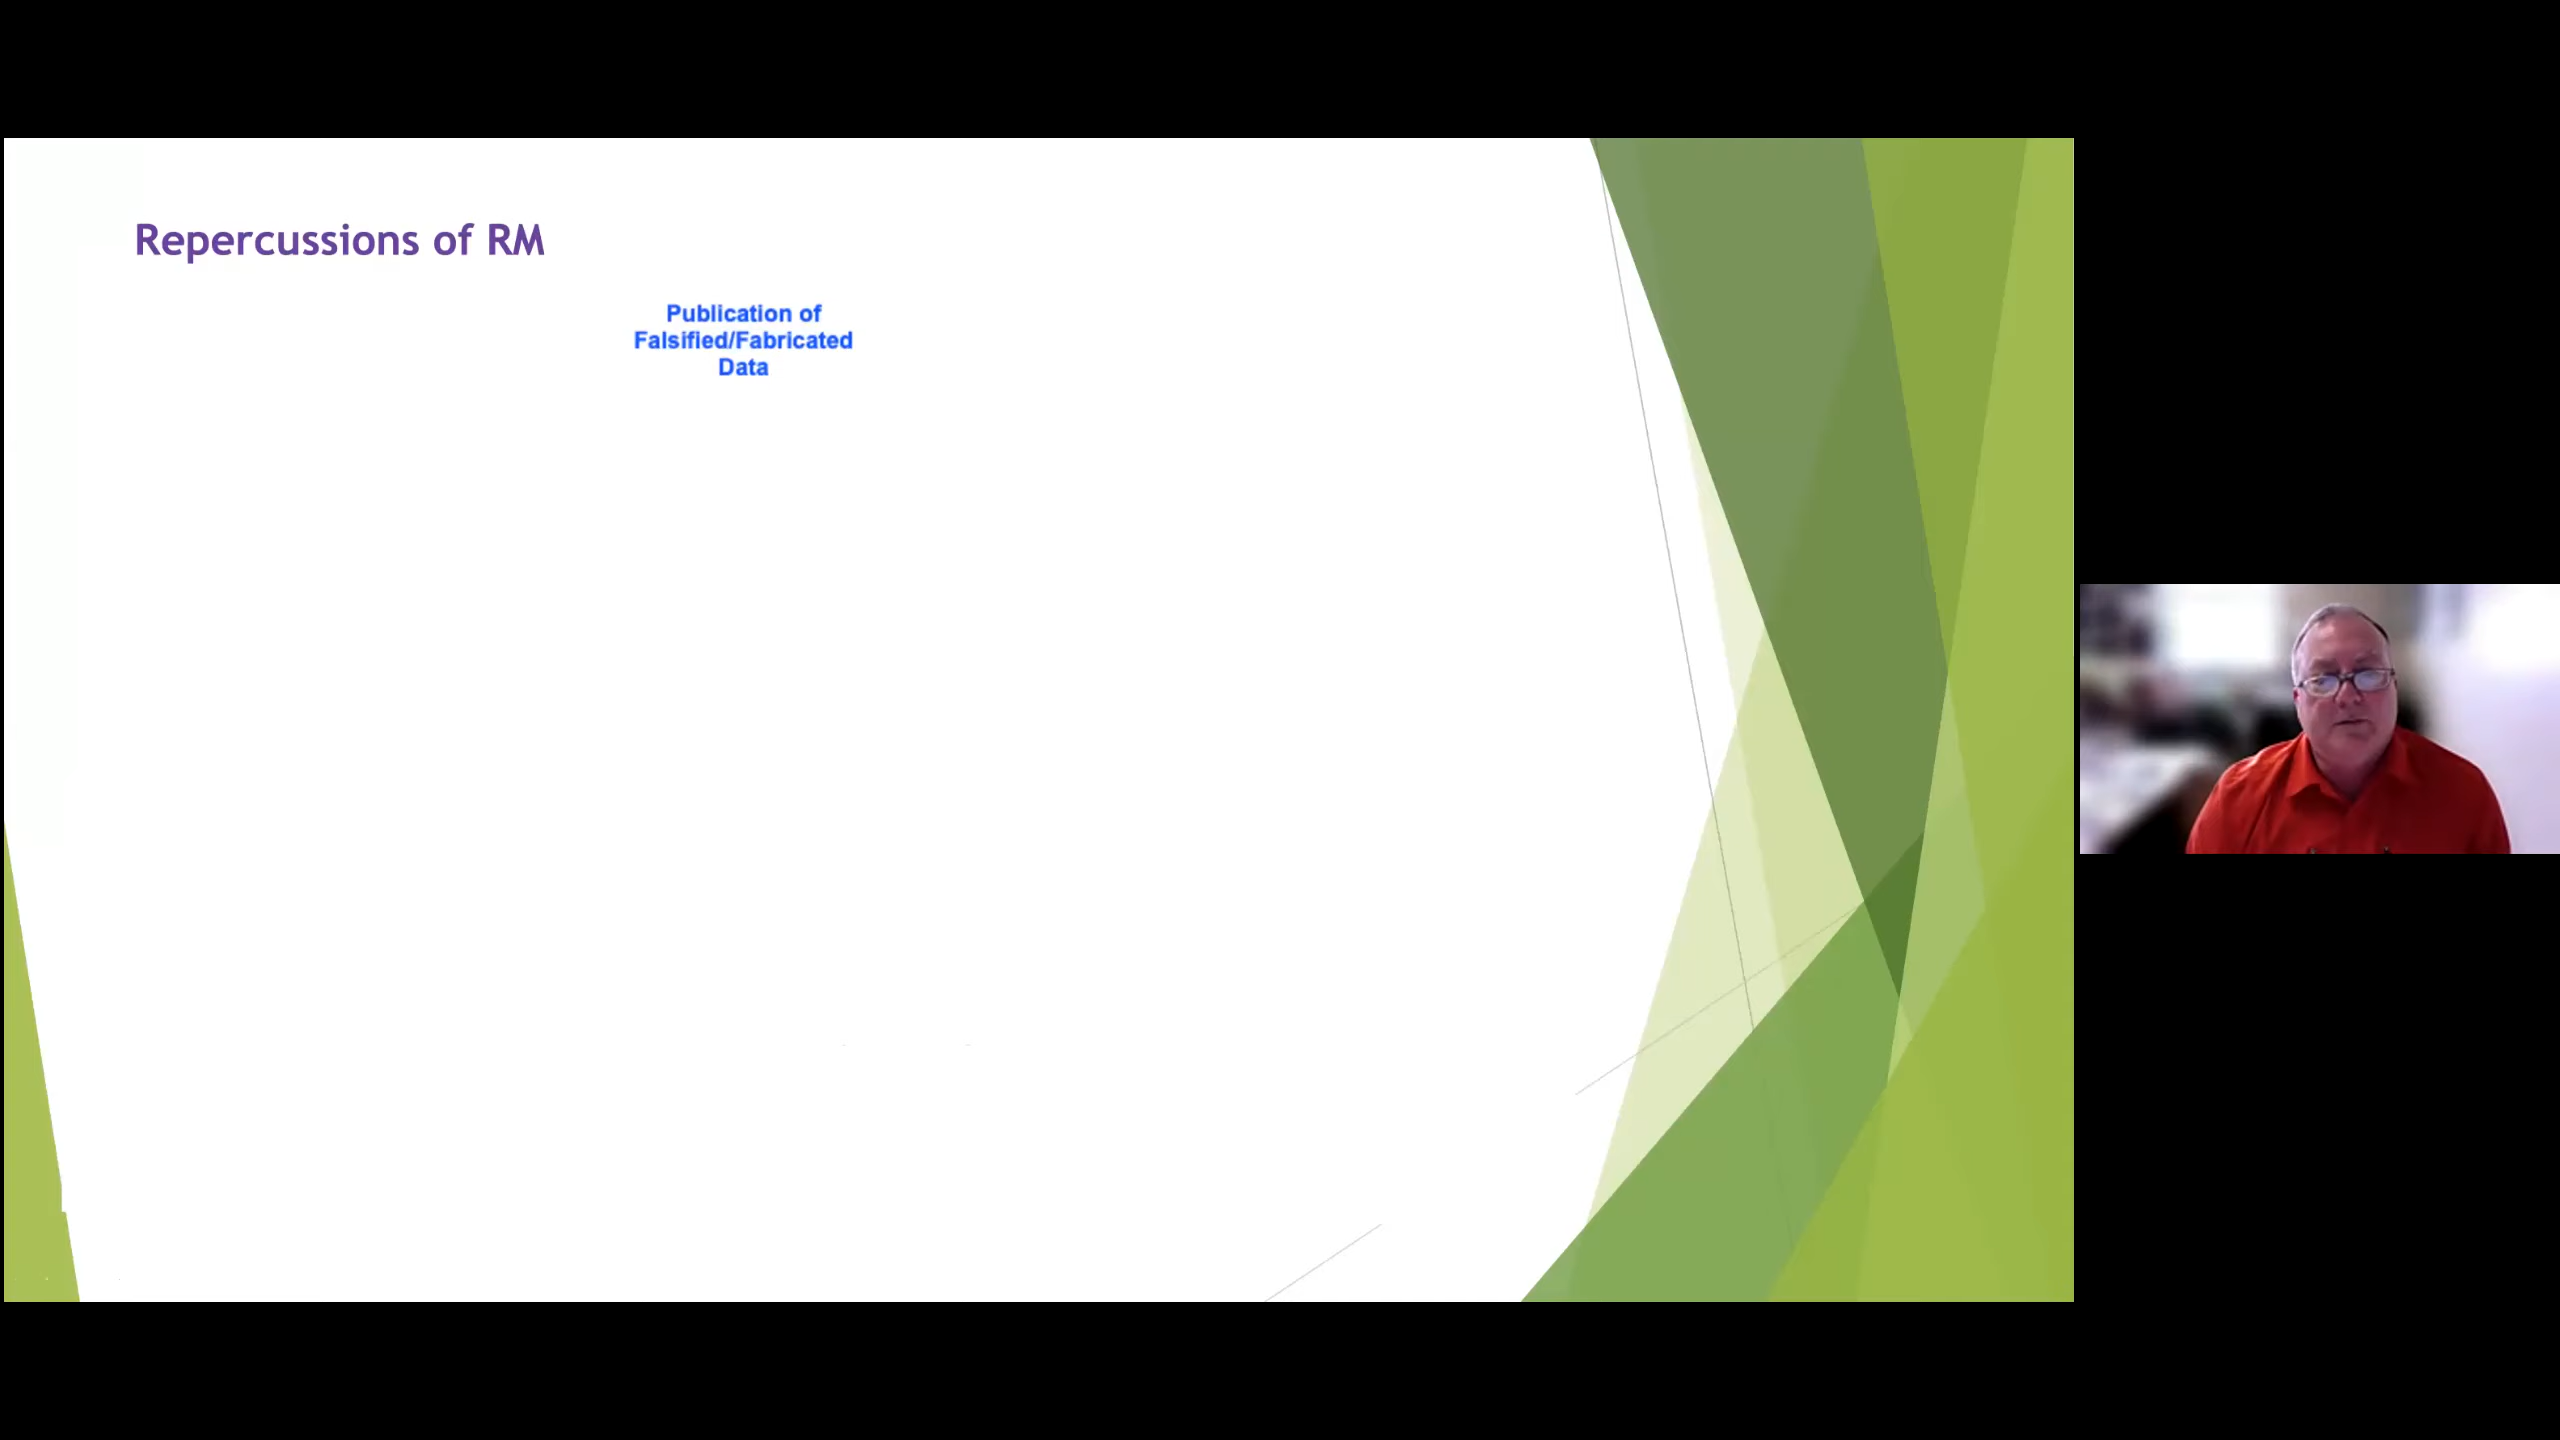 Repercussions of RM
Publication of
Falsified/Fabricated
Data